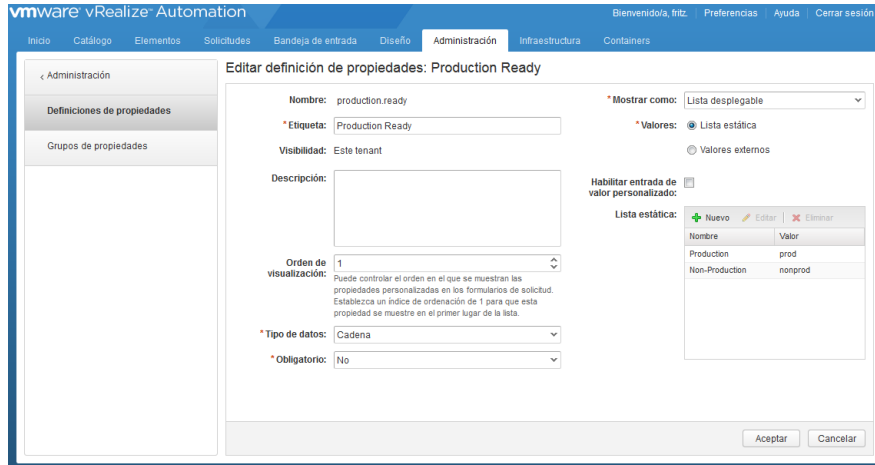 vmware vRealize Automation
Bienvenido/a, fritz. Preferencias Ayuda Cerrar sesión
Inicio Catálogo Elementos Solicitudes Bandeja de entrada Diseño Administración Infraestructura Containers
Administración
Definiciones de propiedades
Grupos de propiedades
Editar definición de propiedades: Production Ready
Nombre: production.ready
*Etiqueta: Production Ready
Visibilidad: Este tenant
Descripción:
Orden de visualización: 1
Puede controlar el orden en el que se muestran las
propiedades personalizadas en los formularios de solicitud.
Establezca un índice de ordenación de 1 para que esta
propiedad se muestre en el primer lugar de la lista.
*Tipo de datos: Cadena
*Obligatorio: No
*Mostrar como: Lista desplegable
*Valores: Lista estática
Valores externos
Habilitar entrada de
valor personalizado:
Lista estática: Nuevo Editar Eliminar
Nombre Valor
Production prod
Non-Production nonprod
Aceptar Cancelar